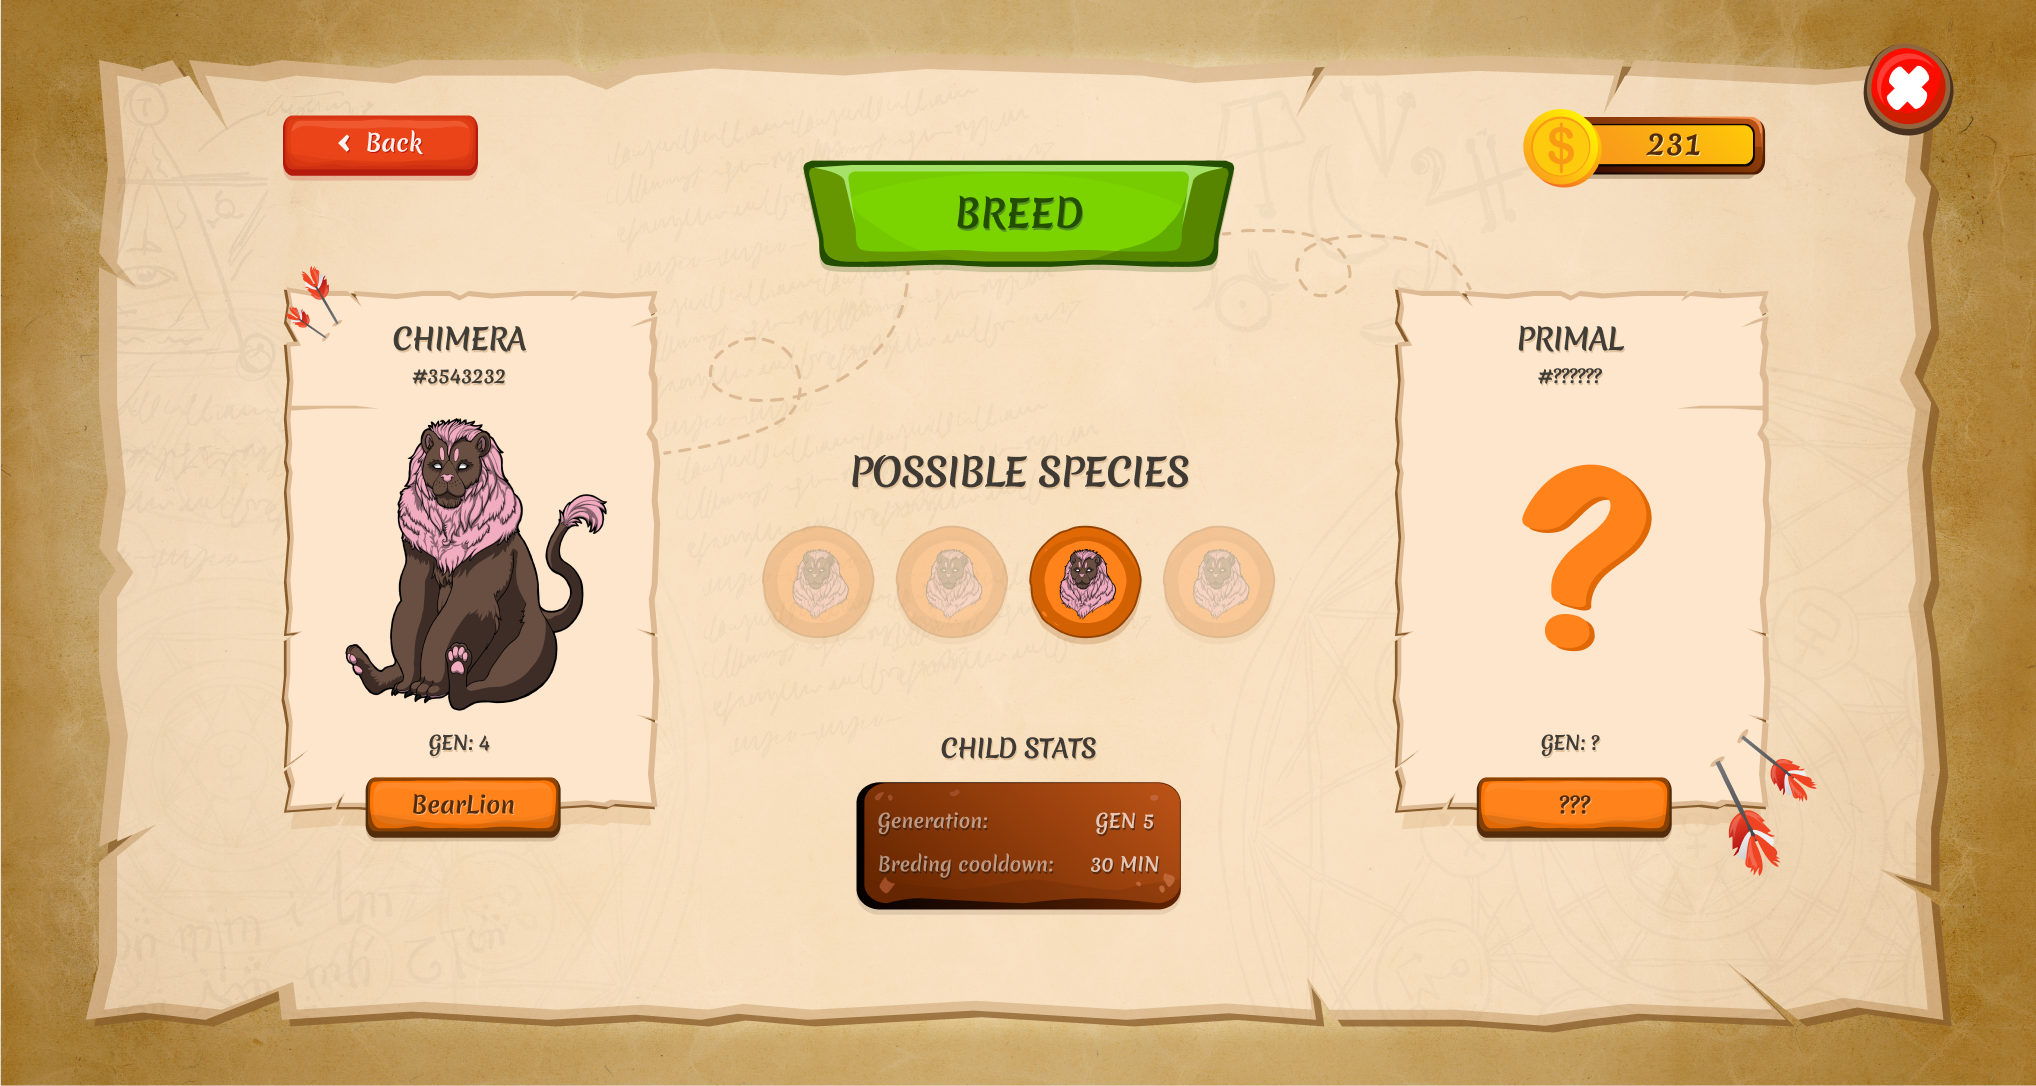 Back
231
BREED
CHIMERA
#3543232
PRIMAL
#??????
POSSIBLE SPECIES
GEN: 4
BearLion
CHILD STATS
Generation: GEN 5
Breding cooldown: 30 MIN
GEN: ?
???